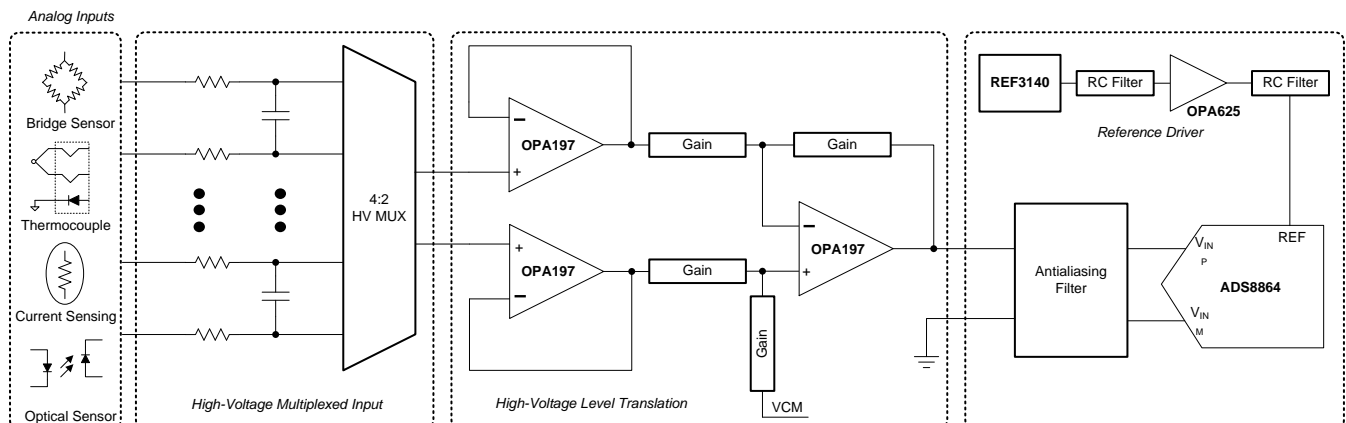 Analog Inputs
Bridge Sensor
Thermocouple
Current Sensing
Optical Sensor
4:2
HV MUX
High-Voltage Multiplexed Input
OPA197
OPA197
Gain
Gain
Gain
Gain
VCM
OPA197
High-Voltage Level Translation
REF3140
RC Filter
OPA625
RC Filter
Reference Driver
Antialiasing
Filter
REF
VIN
P
ADS8864
VIN
M